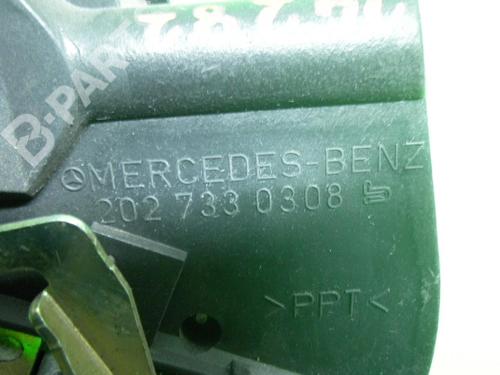 B-PARTS
MERCEDES-BENZ
202 733 0308
>PPT<